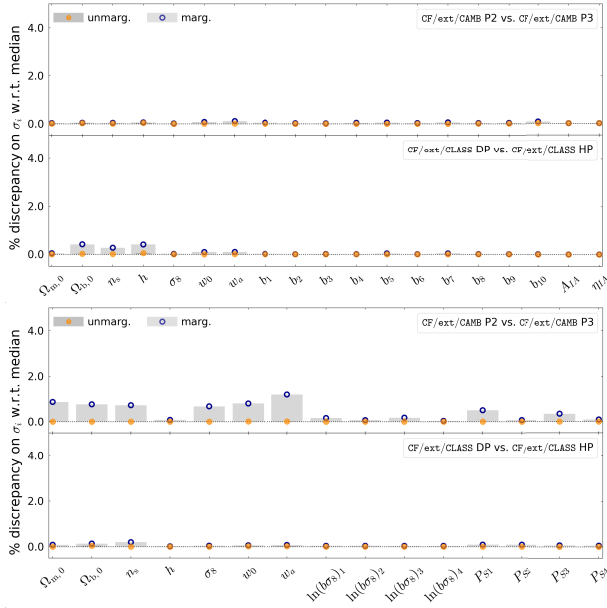 unmarg. marg. CF/ext/CAMB P2 vs. CF/ext/CAMB P3
4.0
2.0
0.0
CF/ext/CLASS DP vs. CF/ext/CLASS HP
4.0
2.0
0.0
% discrepancy on σᵢ w.r.t. median
Ωm,0 Ωb,0 ns h σ8 w0 wa b1 b2 b3 b4 b5 b6 b7 b8 b9 b10 AIA ηIA
unmarg. marg. CF/ext/CAMB P2 vs. CF/ext/CAMB P3
4.0
2.0
0.0
CF/ext/CLASS DP vs. CF/ext/CLASS HP
4.0
2.0
0.0
% discrepancy on σᵢ w.r.t. median
Ωm,0 Ωb,0 ns h σ8 w0 wa ln(bσ8)1 ln(bσ8)2 ln(bσ8)3 ln(bσ8)4 PS1 PS2 PS3 PS4